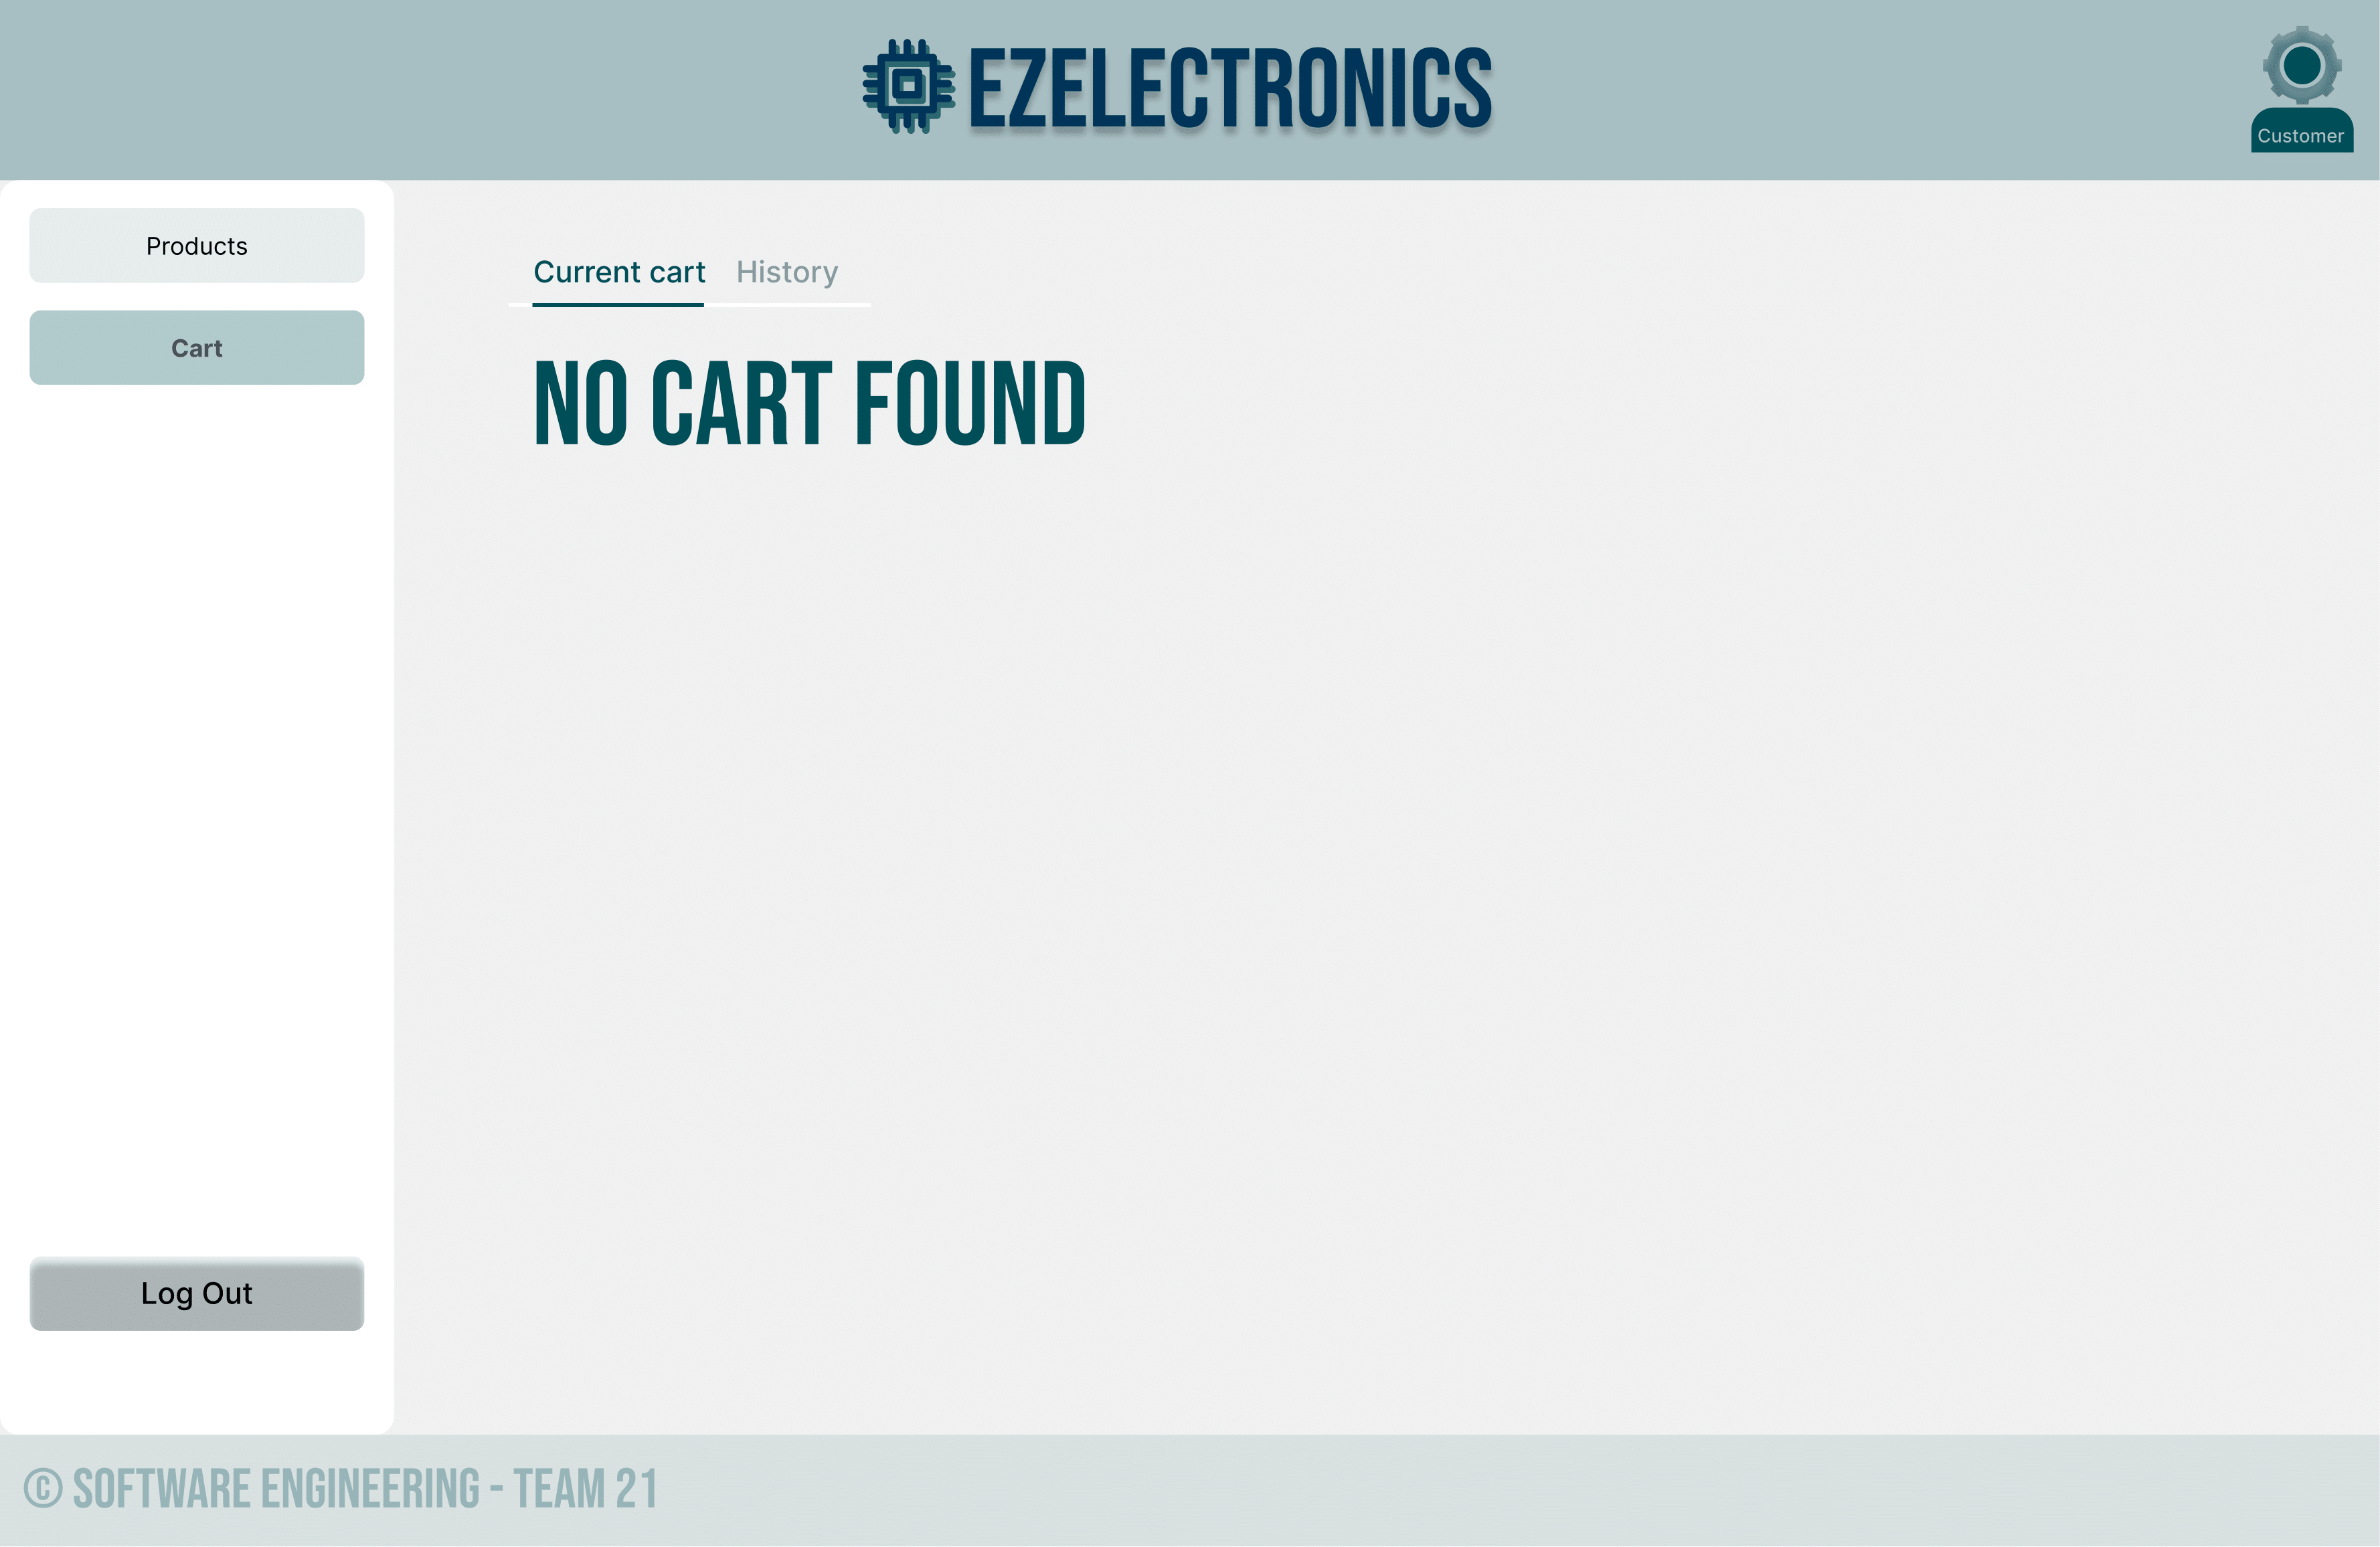 EZELECTRONICS
Customer
Products
Cart
Current cart
History
NO CART FOUND
Log Out
© SOFTWARE ENGINEERING - TEAM 21